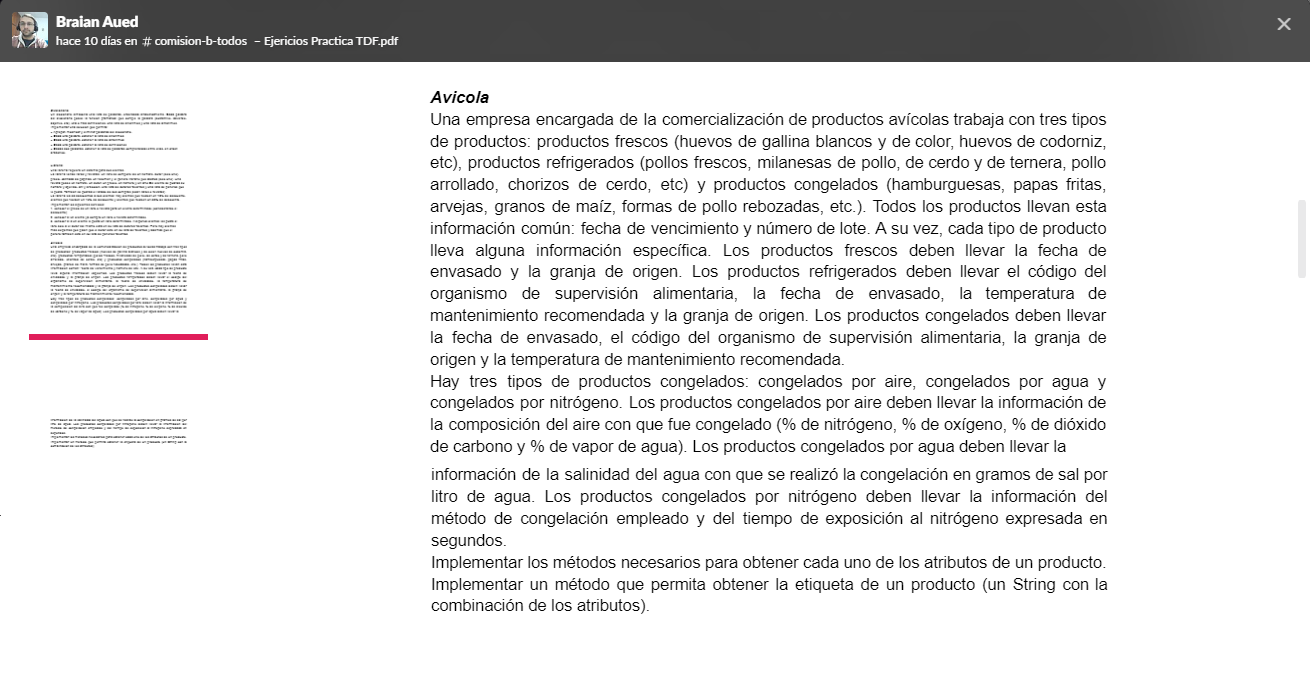 Braian Aued
hace 10 días en # comision-b-todos – Ejericios Practica TDF.pdf
Avicola
Una empresa encargada de la comercialización de productos avícolas trabaja con tres tipos
de productos: productos frescos (huevos de gallina blancos y de color, huevos de codorniz,
etc), productos refrigerados (pollos frescos, milanesas de pollo, de cerdo y de ternera, pollo
arrollado, chorizos de cerdo, etc) y productos congelados (hamburguesas, papas fritas,
arvejas, granos de maíz, formas de pollo rebozadas, etc.). Todos los productos llevan esta
información común: fecha de vencimiento y número de lote. A su vez, cada tipo de producto
lleva alguna información específica. Los productos frescos deben llevar la fecha de
envasado y la granja de origen. Los productos refrigerados deben llevar el código del
organismo de supervisión alimentaria, la fecha de envasado, la temperatura de
mantenimiento recomendada y la granja de origen. Los productos congelados deben llevar
la fecha de envasado, el código del organismo de supervisión alimentaria, la granja de
origen y la temperatura de mantenimiento recomendada.
Hay tres tipos de productos congelados: congelados por aire, congelados por agua y
congelados por nitrógeno. Los productos congelados por aire deben llevar la información de
la composición del aire con que fue congelado (% de nitrógeno, % de oxígeno, % de dióxido
de carbono y % de vapor de agua). Los productos congelados por agua deben llevar la
información de la salinidad del agua con que se realizó la congelación en gramos de sal por
litro de agua. Los productos congelados por nitrógeno deben llevar la información del
método de congelación empleado y del tiempo de exposición al nitrógeno expresada en
segundos.
Implementar los métodos necesarios para obtener cada uno de los atributos de un producto.
Implementar un método que permita obtener la etiqueta de un producto (un String con la
combinación de los atributos).